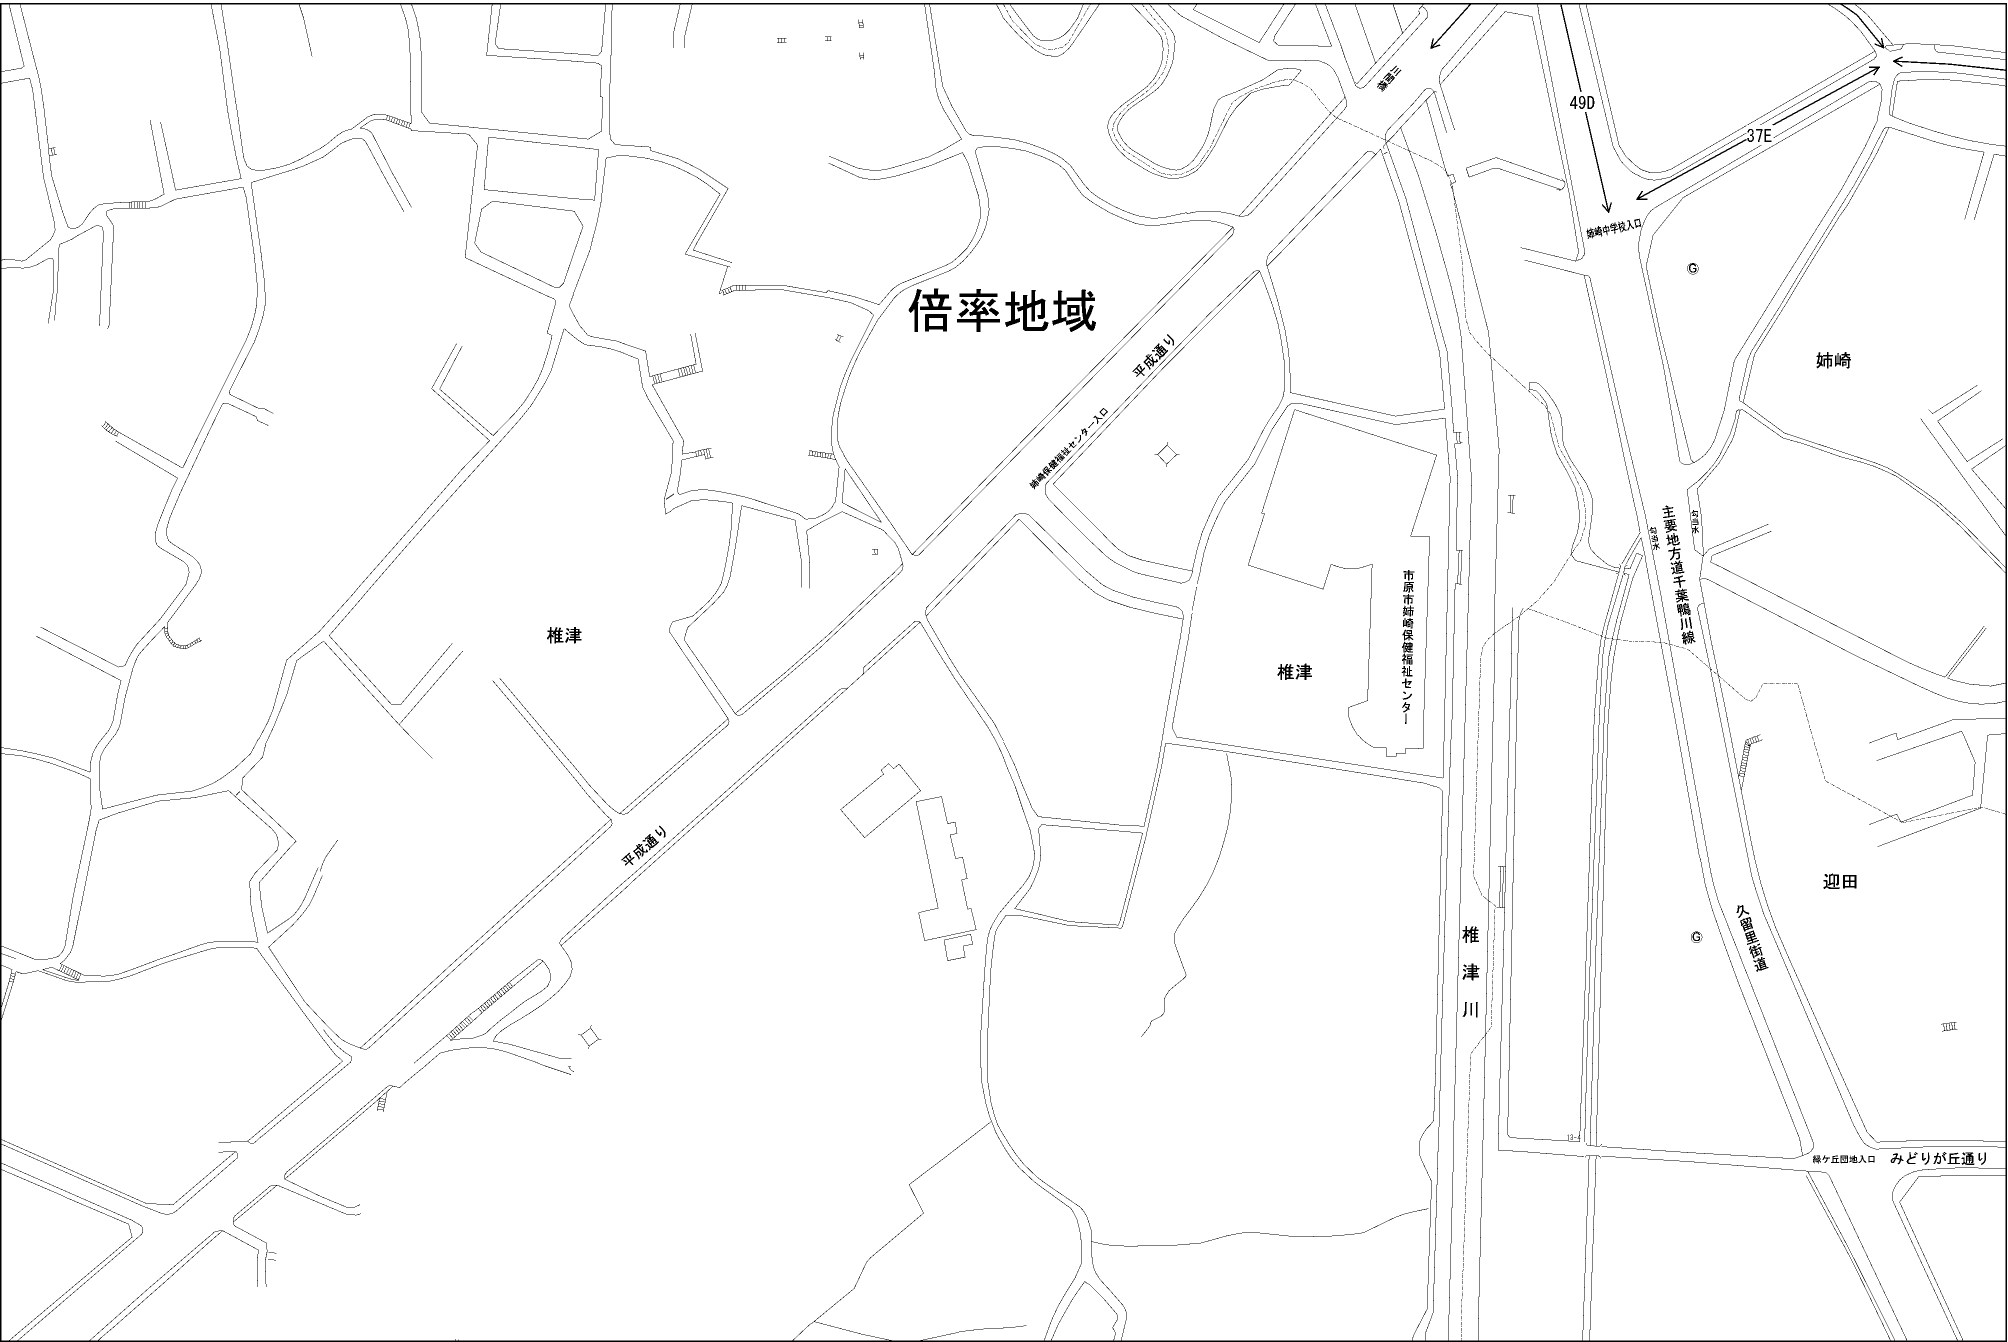 49D
37E
姉崎中学校入口
G
倍率地域
平成通り
姉崎
姉崎保健福祉センター入口
主要地方道千葉鴨川線
市原市姉崎保健福祉センター
椎津
椎津
平成通り
迎田
久留里街道
椎津川
G
13-4
緑ケ丘団地入口
みどりが丘通り